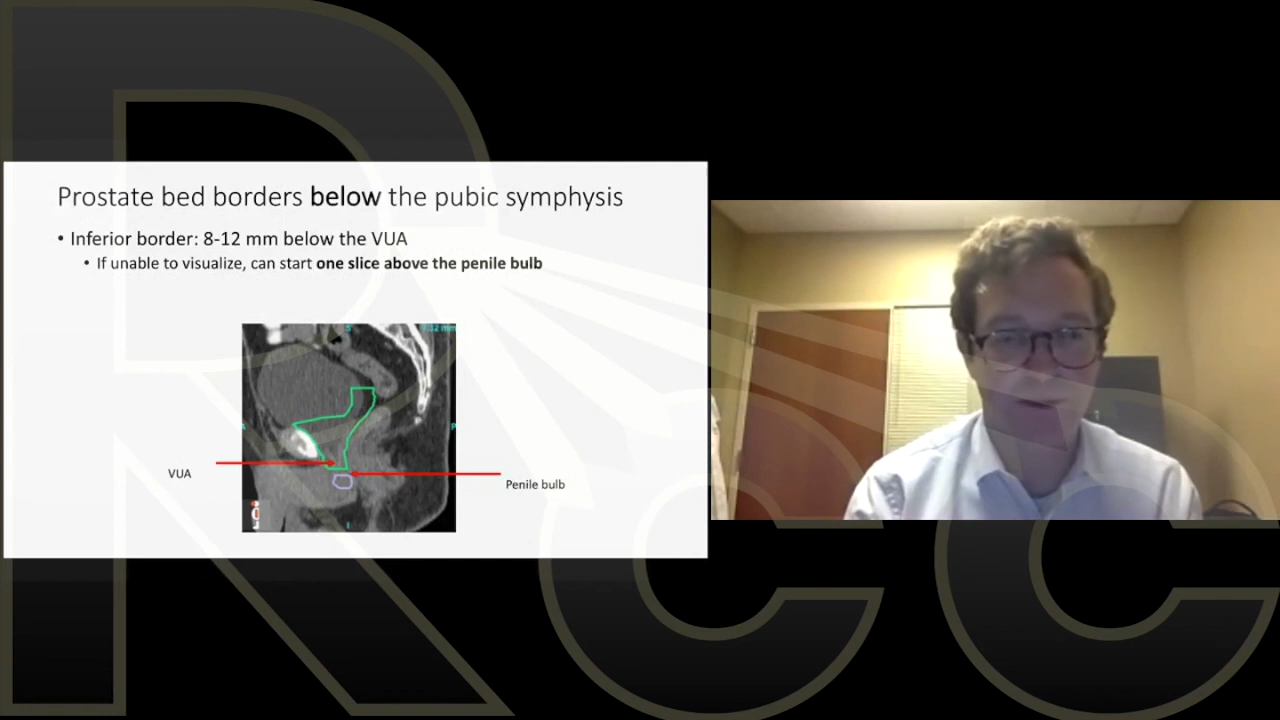 Prostate bed borders below the pubic symphysis
• Inferior border: 8-12 mm below the VUA
• If unable to visualize, can start one slice above the penile bulb
S
A
P
VUA
Penile bulb
I
RCC